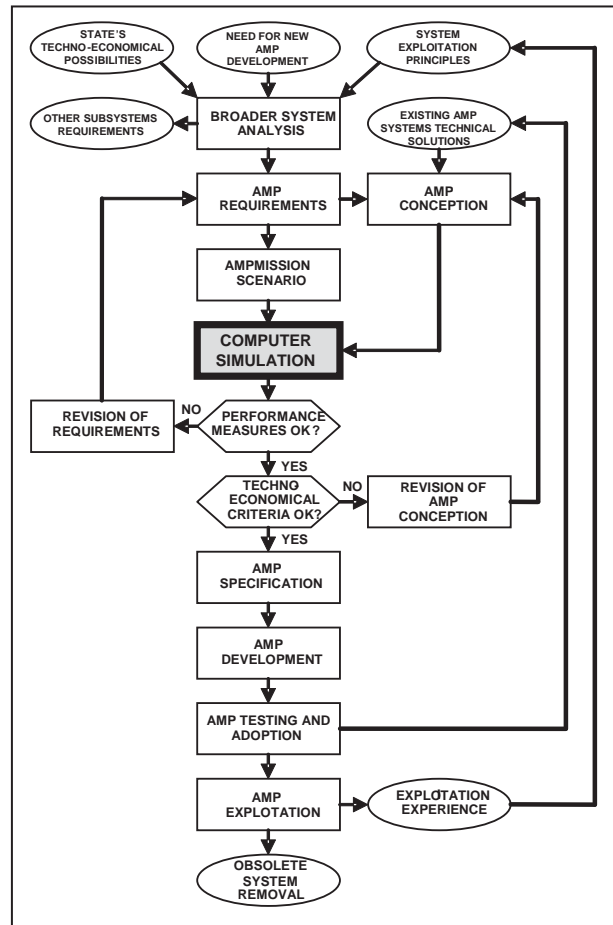 STATE'S
TECHNO-ECONOMICAL
POSSIBILITIES
NEED FOR NEW
AMP
DEVELOPMENT
SYSTEM
EXPLOITATION
PRINCIPLES
OTHER SUBSYSTEMS
REQUIREMENTS
BROADER SYSTEM
ANALYSIS
EXISTING AMP
SYSTEMS TECHNICAL
SOLUTIONS
AMP
REQUIREMENTS
AMP
CONCEPTION
AMPMISSION
SCENARIO
COMPUTER
SIMULATION
REVISION OF
REQUIREMENTS
NO
PERFORMANCE
MEASURES OK?
YES
TECHNO-
ECONOMICAL
CRITERIA OK?
NO
REVISION OF
AMP
CONCEPTION
YES
AMP
SPECIFICATION
AMP
DEVELOPMENT
AMP TESTING AND
ADOPTION
AMP
EXPLOTATION
EXPLOTATION
EXPERIENCE
OBSOLETE
SYSTEM
REMOVAL